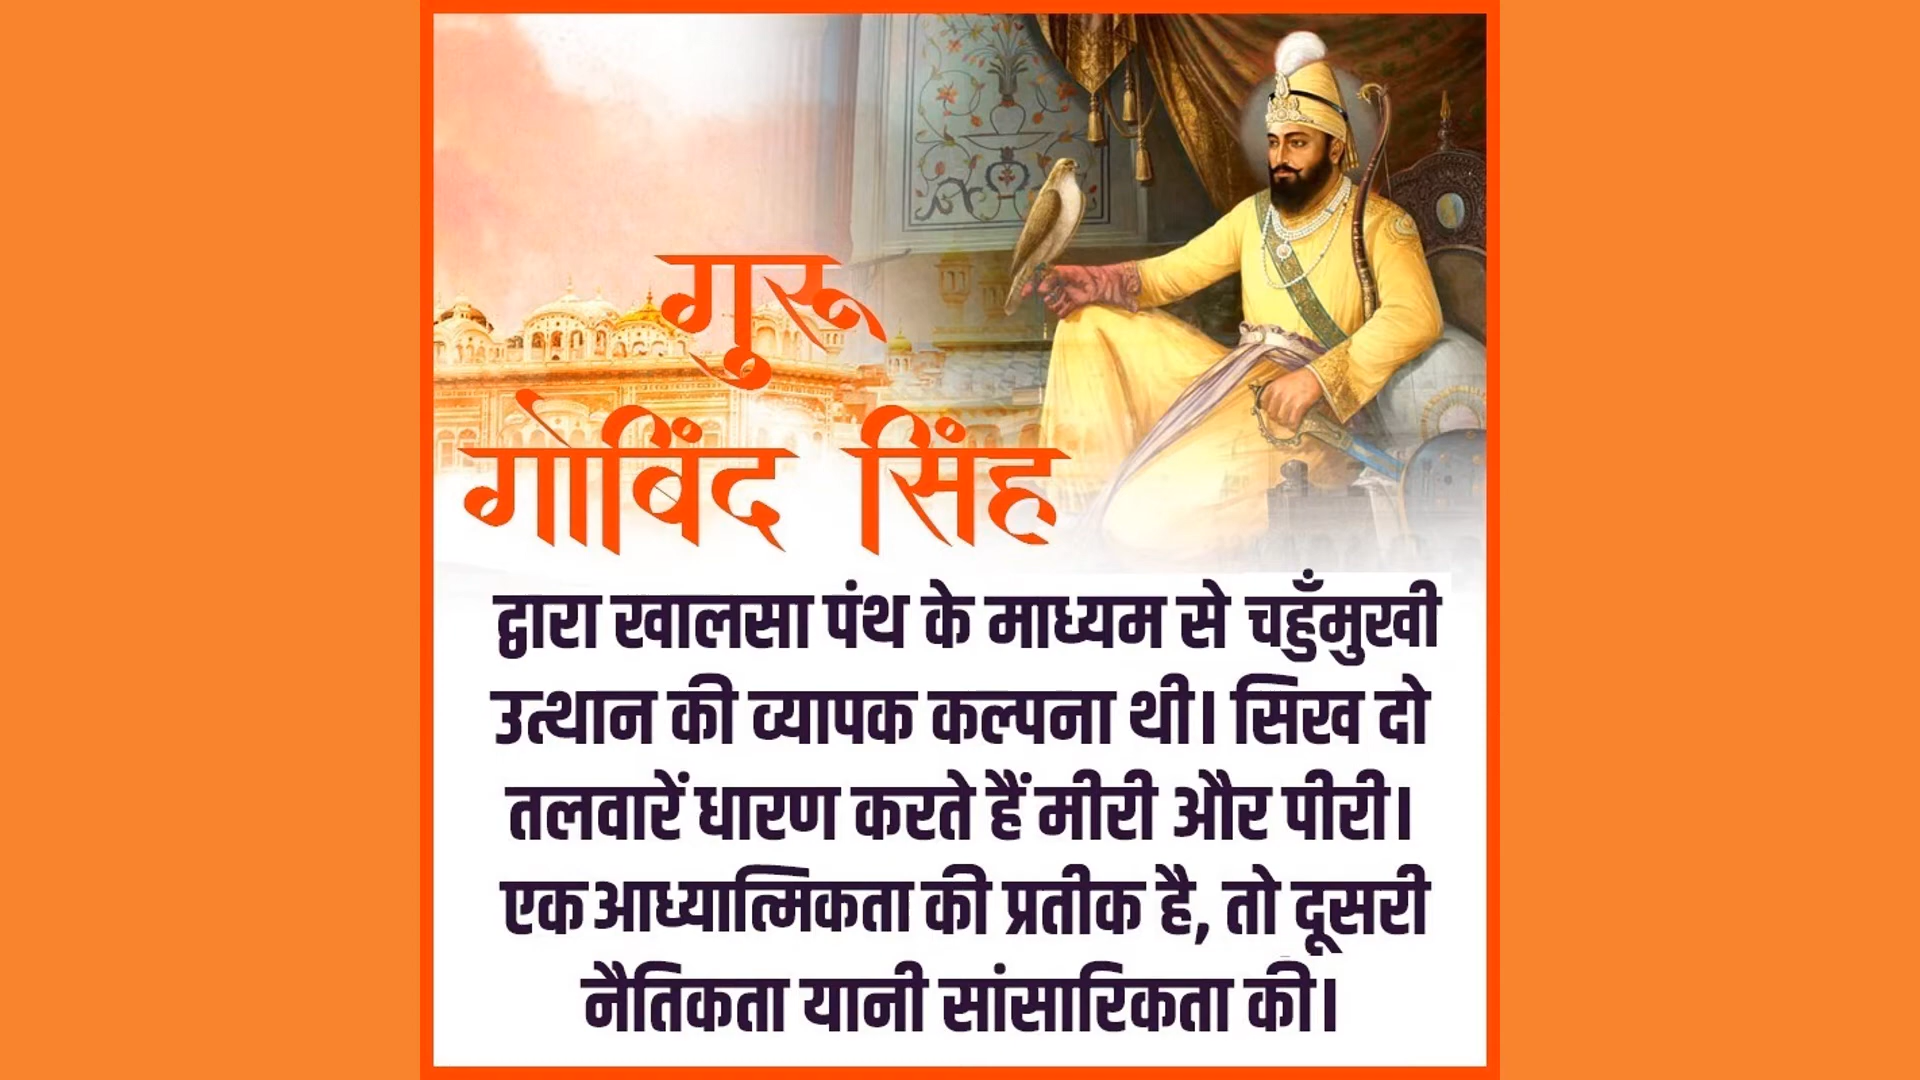 गुरू
गोविंद सिंह
द्वारा खालसा पंथ के माध्यम से चहुँमुखी
उत्थान की व्यापक कल्पना थी। सिख दो
तलवारें धारण करते हैं मीरी और पीरी।
एक आध्यात्मिकता की प्रतीक है, तो दूसरी
नैतिकता यानी सांसारिकता की।